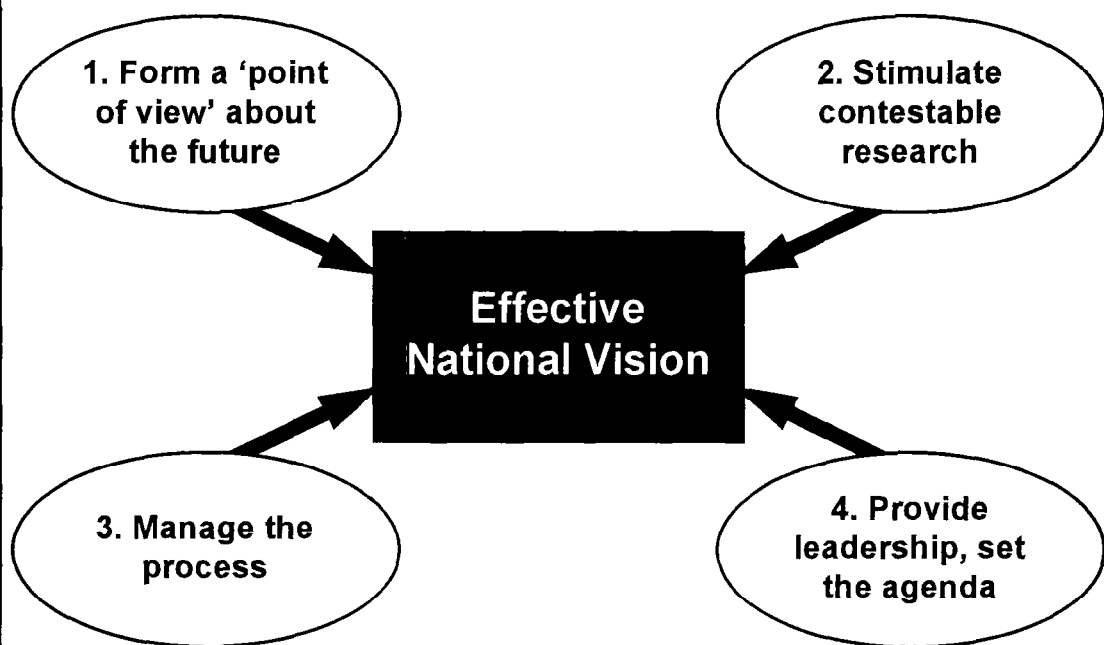 1. Form a ‘point
of view’ about
the future
2. Stimulate
contestable
research
Effective
National Vision
3. Manage the
process
4. Provide
leadership, set
the agenda